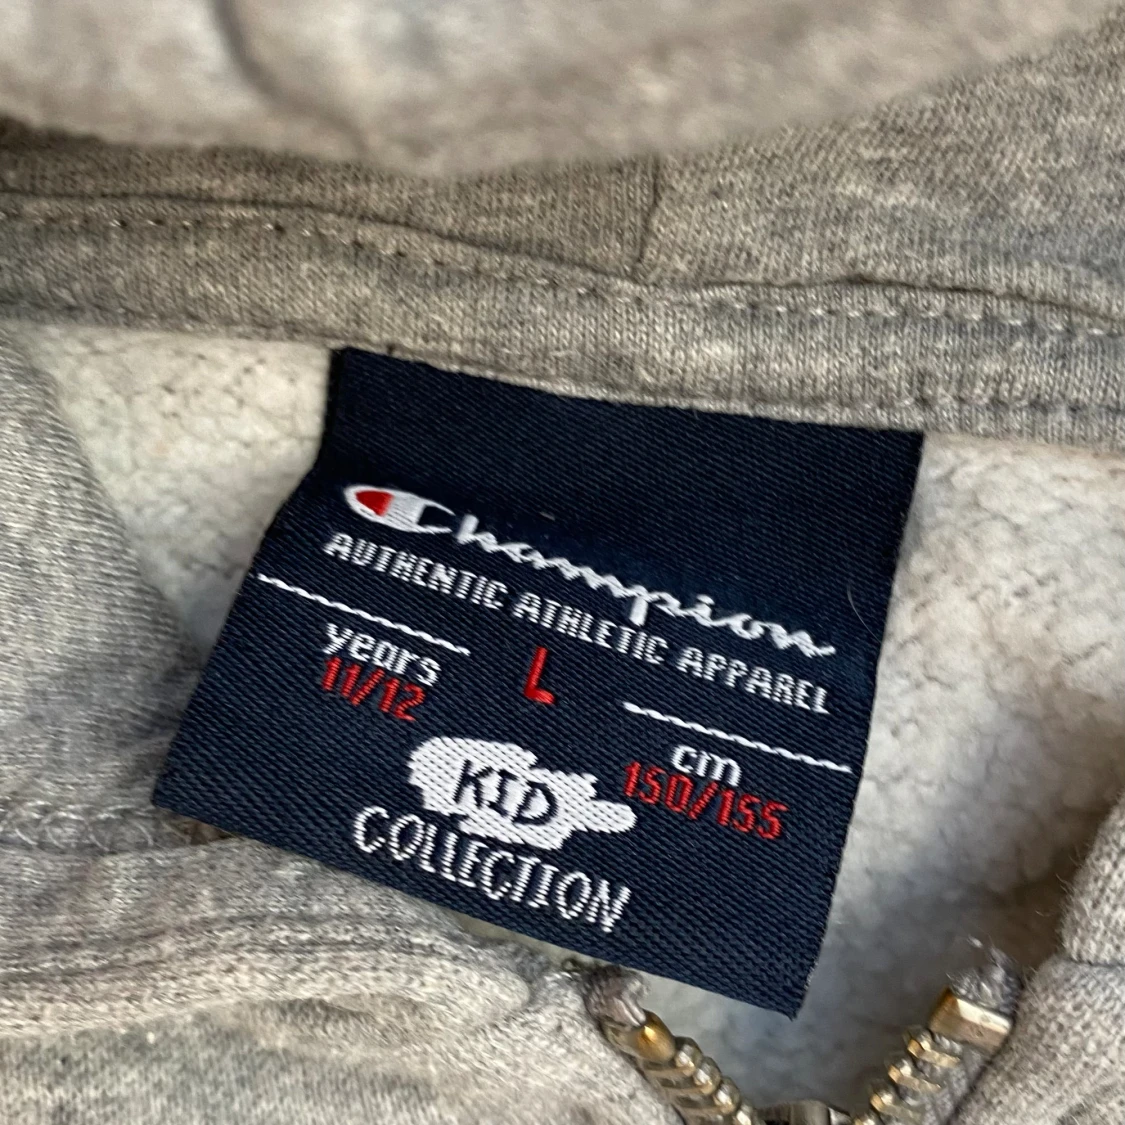 Champion
AUTHENTIC ATHLETIC APPAREL
years
11/12
L
cm
150/155
KID
COLLECTION